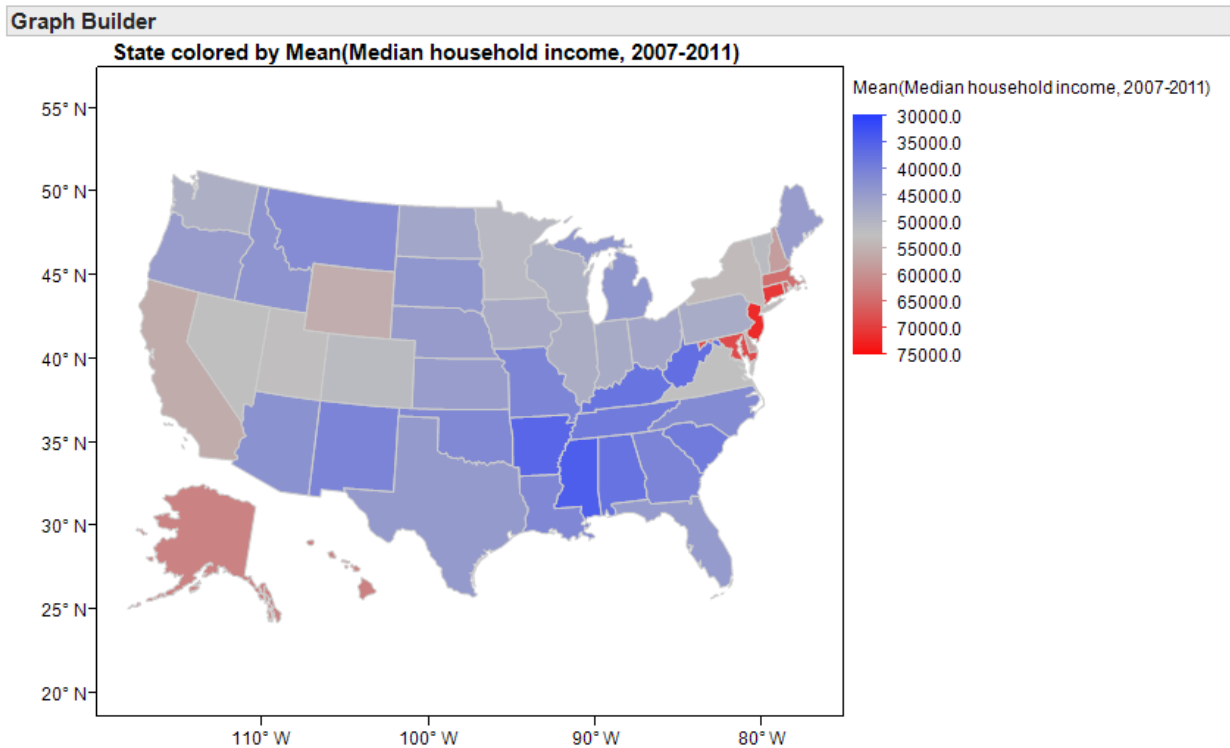 Graph Builder
State colored by Mean(Median household income, 2007-2011)
Mean(Median household income, 2007-2011)
30000.0
35000.0
40000.0
45000.0
50000.0
55000.0
60000.0
65000.0
70000.0
75000.0
55° N
50° N
45° N
40° N
35° N
30° N
25° N
20° N
110° W
100° W
90° W
80° W